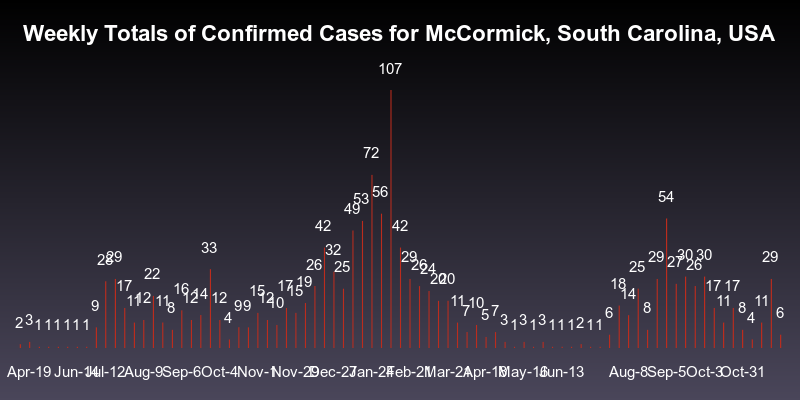 Weekly Totals of Confirmed Cases for McCormick, South Carolina, USA
107
72
56
53
49
54
42
42
33
32
29 30 30 29
28 29
29 27 26
26 25 26 24
25
22
20 20
19
18
17 17 17 17
16
15 15
14 14
12 12 12 12
11 11 11 11 11
10 10
9 9 9
8 8 8
7 7
6 6
5
4 4
2 3 1 1 1 1 1 1
3 1 3 1 1 1 2 1 1
Apr-19 Jun-14 Jul-12 Aug-9 Sep-6 Oct-4 Nov-1 Nov-29 Dec-27 Jan-24 Feb-21 Mar-21 Apr-18 May-16 Jun-13 Aug-8 Sep-5 Oct-3 Oct-31